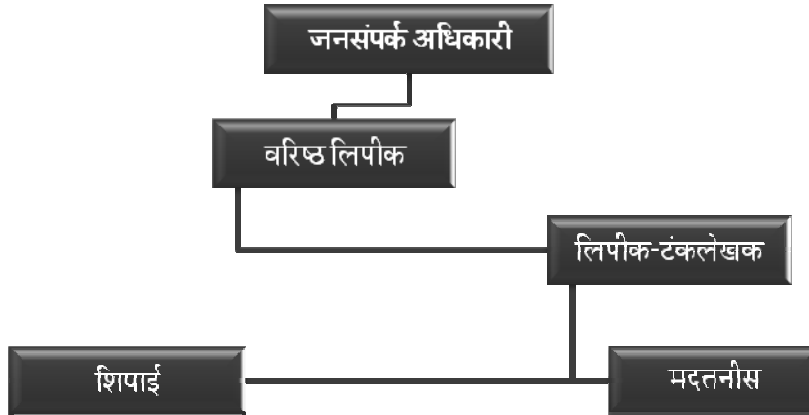 जनसंपर्क अधिकारी
वरिष्ठ लिपीक
लिपीक-टंकलेखक
शिपाई
मदतनीस